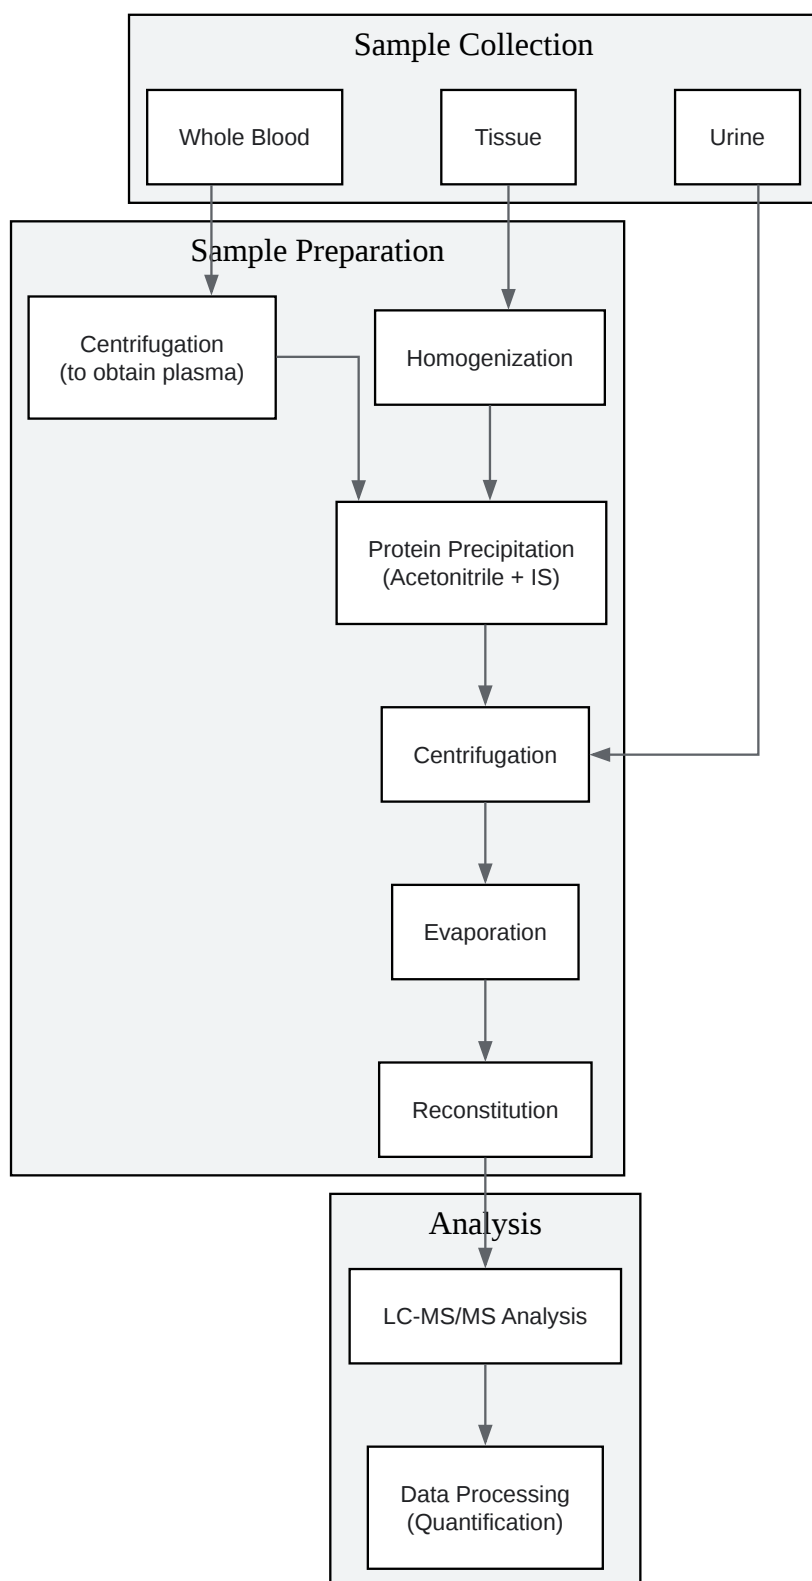 Sample Collection
Whole Blood
Tissue
Urine
Sample Preparation
Centrifugation
(to obtain plasma)
Homogenization
Protein Precipitation
(Acetonitrile + IS)
Centrifugation
Evaporation
Reconstitution
Analysis
LC-MS/MS Analysis
Data Processing
(Quantification)